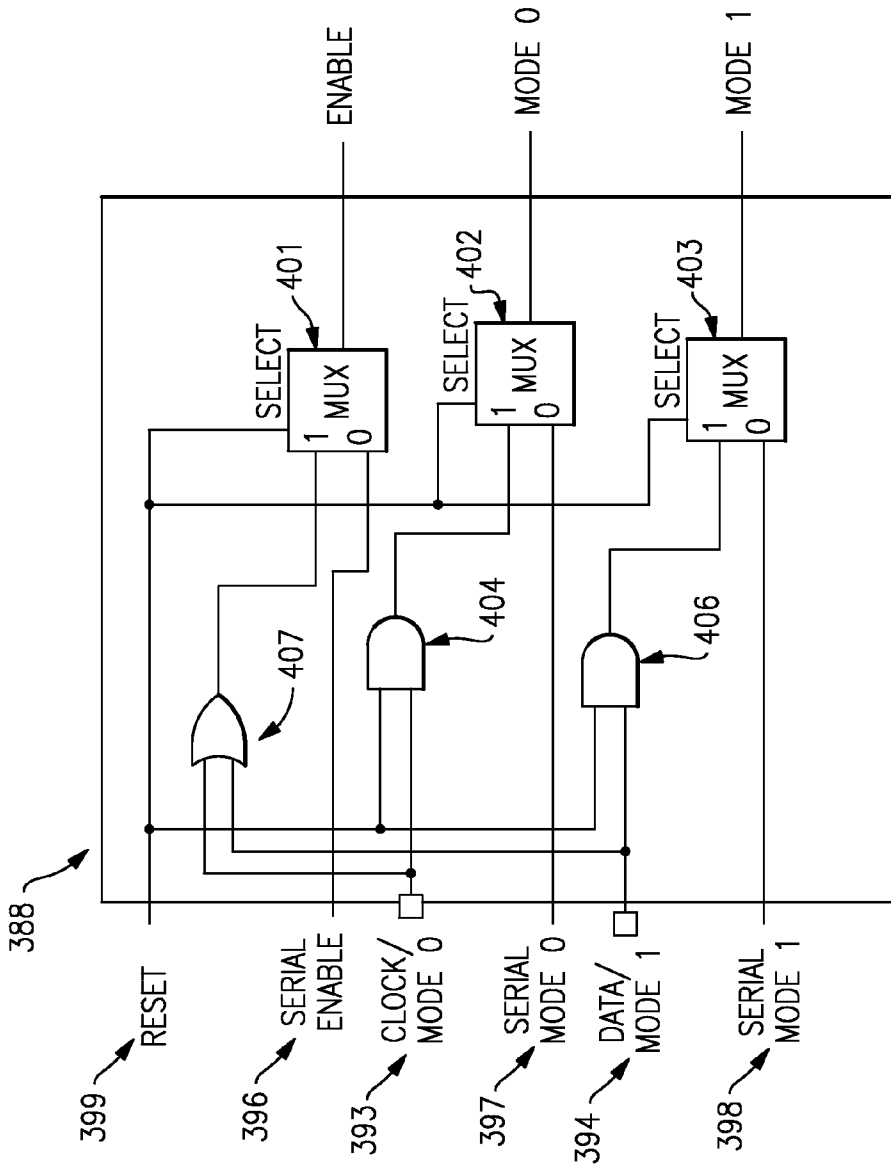 388
399
RESET
396
SERIAL
ENABLE
393
CLOCK/
MODE 0
397
SERIAL
MODE 0
394
DATA/
MODE 1
398
SERIAL
MODE 1
407
404
406
SELECT
401
1
MUX
0
ENABLE
SELECT
402
1
MUX
0
MODE 0
SELECT
403
1
MUX
0
MODE 1